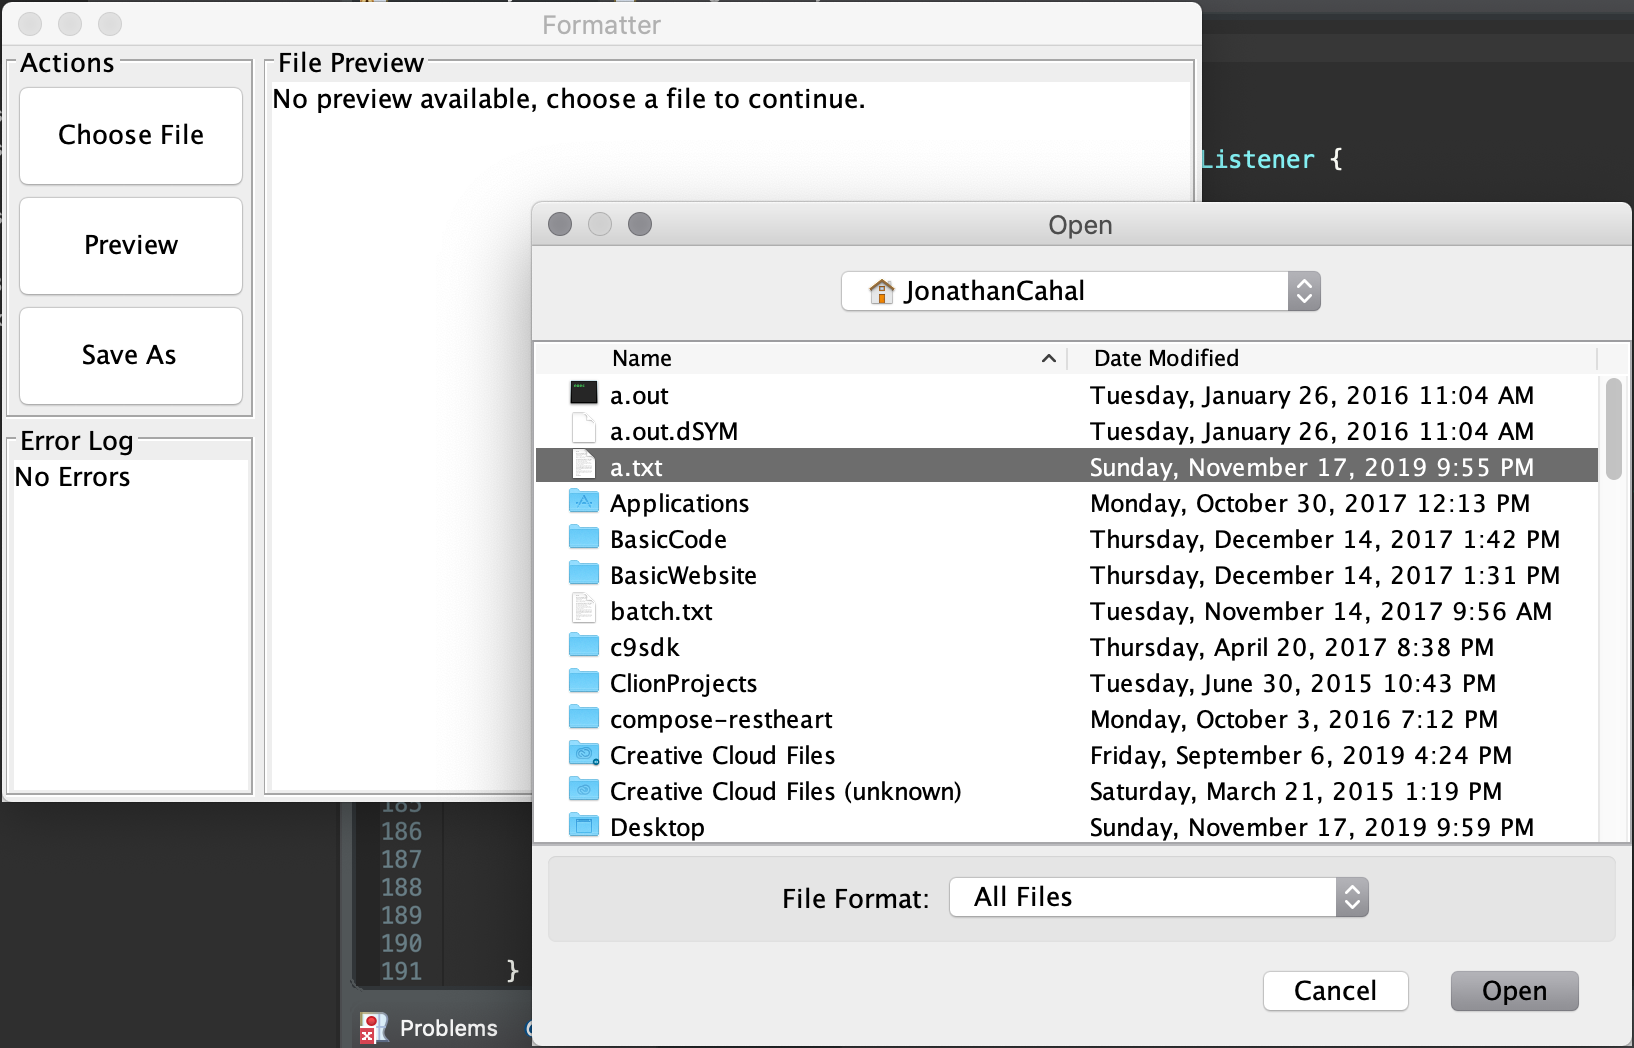 Formatter
Actions
Choose File
Preview
Save As
Error Log
No Errors
File Preview
No preview available, choose a file to continue.
Listener {
Open
JonathanCahal
Name Date Modified
a.out Tuesday, January 26, 2016 11:04 AM
a.out.dSYM Tuesday, January 26, 2016 11:04 AM
a.txt Sunday, November 17, 2019 9:55 PM
Applications Monday, October 30, 2017 12:13 PM
BasicCode Thursday, December 14, 2017 1:42 PM
BasicWebsite Thursday, December 14, 2017 1:31 PM
batch.txt Tuesday, November 14, 2017 9:56 AM
c9sdk Thursday, April 20, 2017 8:38 PM
ClionProjects Tuesday, June 30, 2015 10:43 PM
compose-restheart Monday, October 3, 2016 7:12 PM
Creative Cloud Files Friday, September 6, 2019 4:24 PM
Creative Cloud Files (unknown) Saturday, March 21, 2015 1:19 PM
Desktop Sunday, November 17, 2019 9:59 PM
File Format: All Files
Cancel Open
185
186
187
188
189
190
191 }
Problems